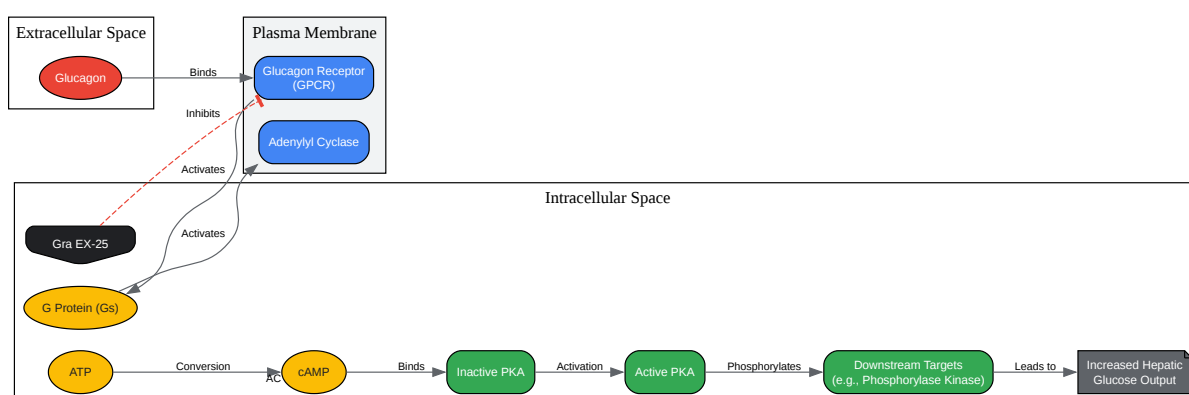 Extracellular Space
Plasma Membrane
Glucagon
Binds
Glucagon Receptor
(GPCR)
Inhibits
Adenylyl Cyclase
Activates
Intracellular Space
Activates
Gra EX-25
G Protein (Gs)
ATP
Conversion
AC
cAMP
Binds
Inactive PKA
Activation
Active PKA
Phosphorylates
Downstream Targets
(e.g., Phosphorylase Kinase)
Leads to
Increased Hepatic
Glucose Output